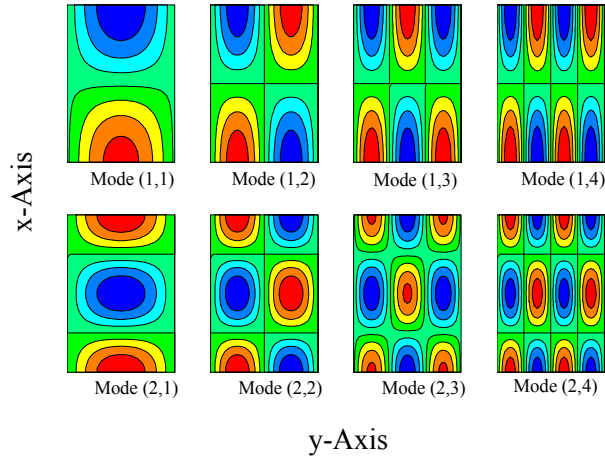 x-Axis
Mode (1,1) Mode (1,2) Mode (1,3) Mode (1,4)
Mode (2,1) Mode (2,2) Mode (2,3) Mode (2,4)
y-Axis